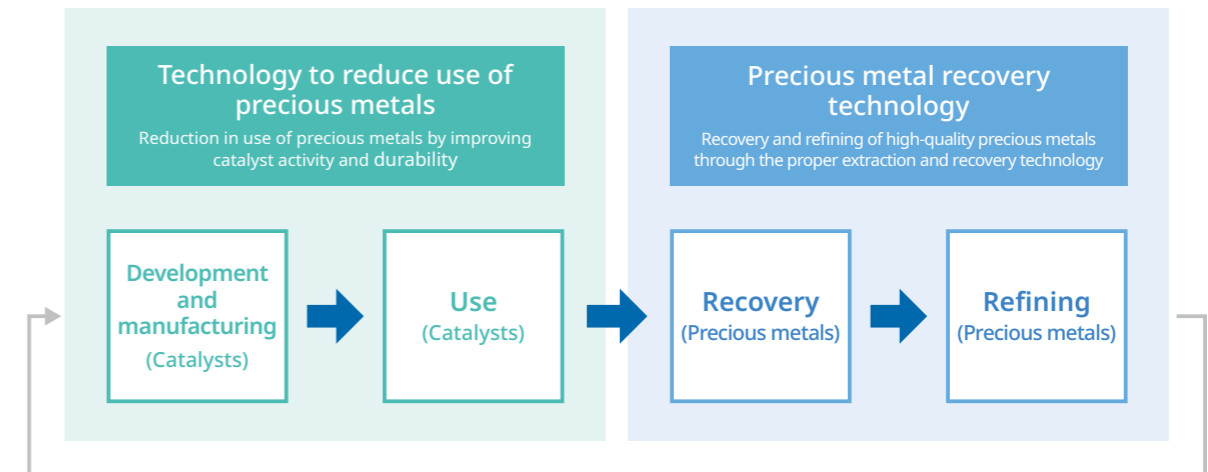 Technology to reduce use of
precious metals
Reduction in use of precious metals by improving
catalyst activity and durability
Precious metal recovery
technology
Recovery and refining of high-quality precious metals
through the proper extraction and recovery technology
Development
and
manufacturing
(Catalysts)
Use
(Catalysts)
Recovery
(Precious metals)
Refining
(Precious metals)